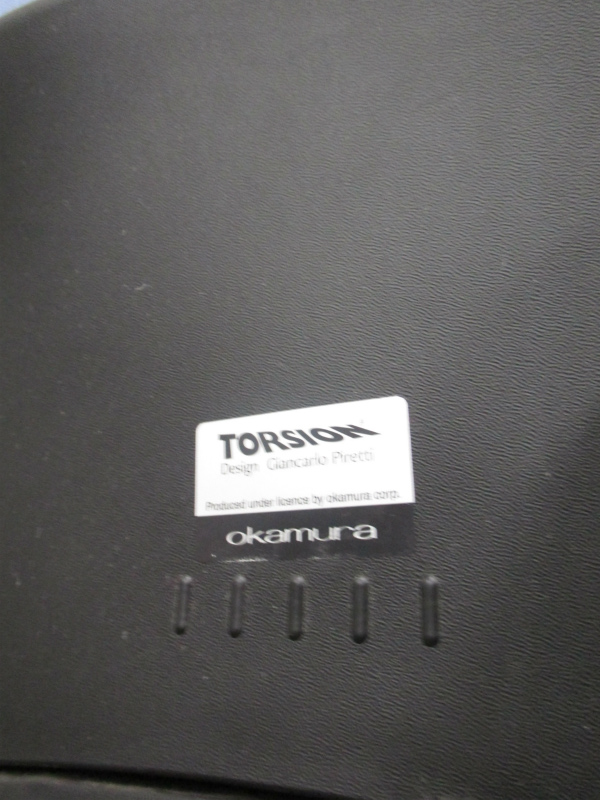 TORSION
Design Giancarlo Piretti
Produced under licence by okamura corp.
okamura